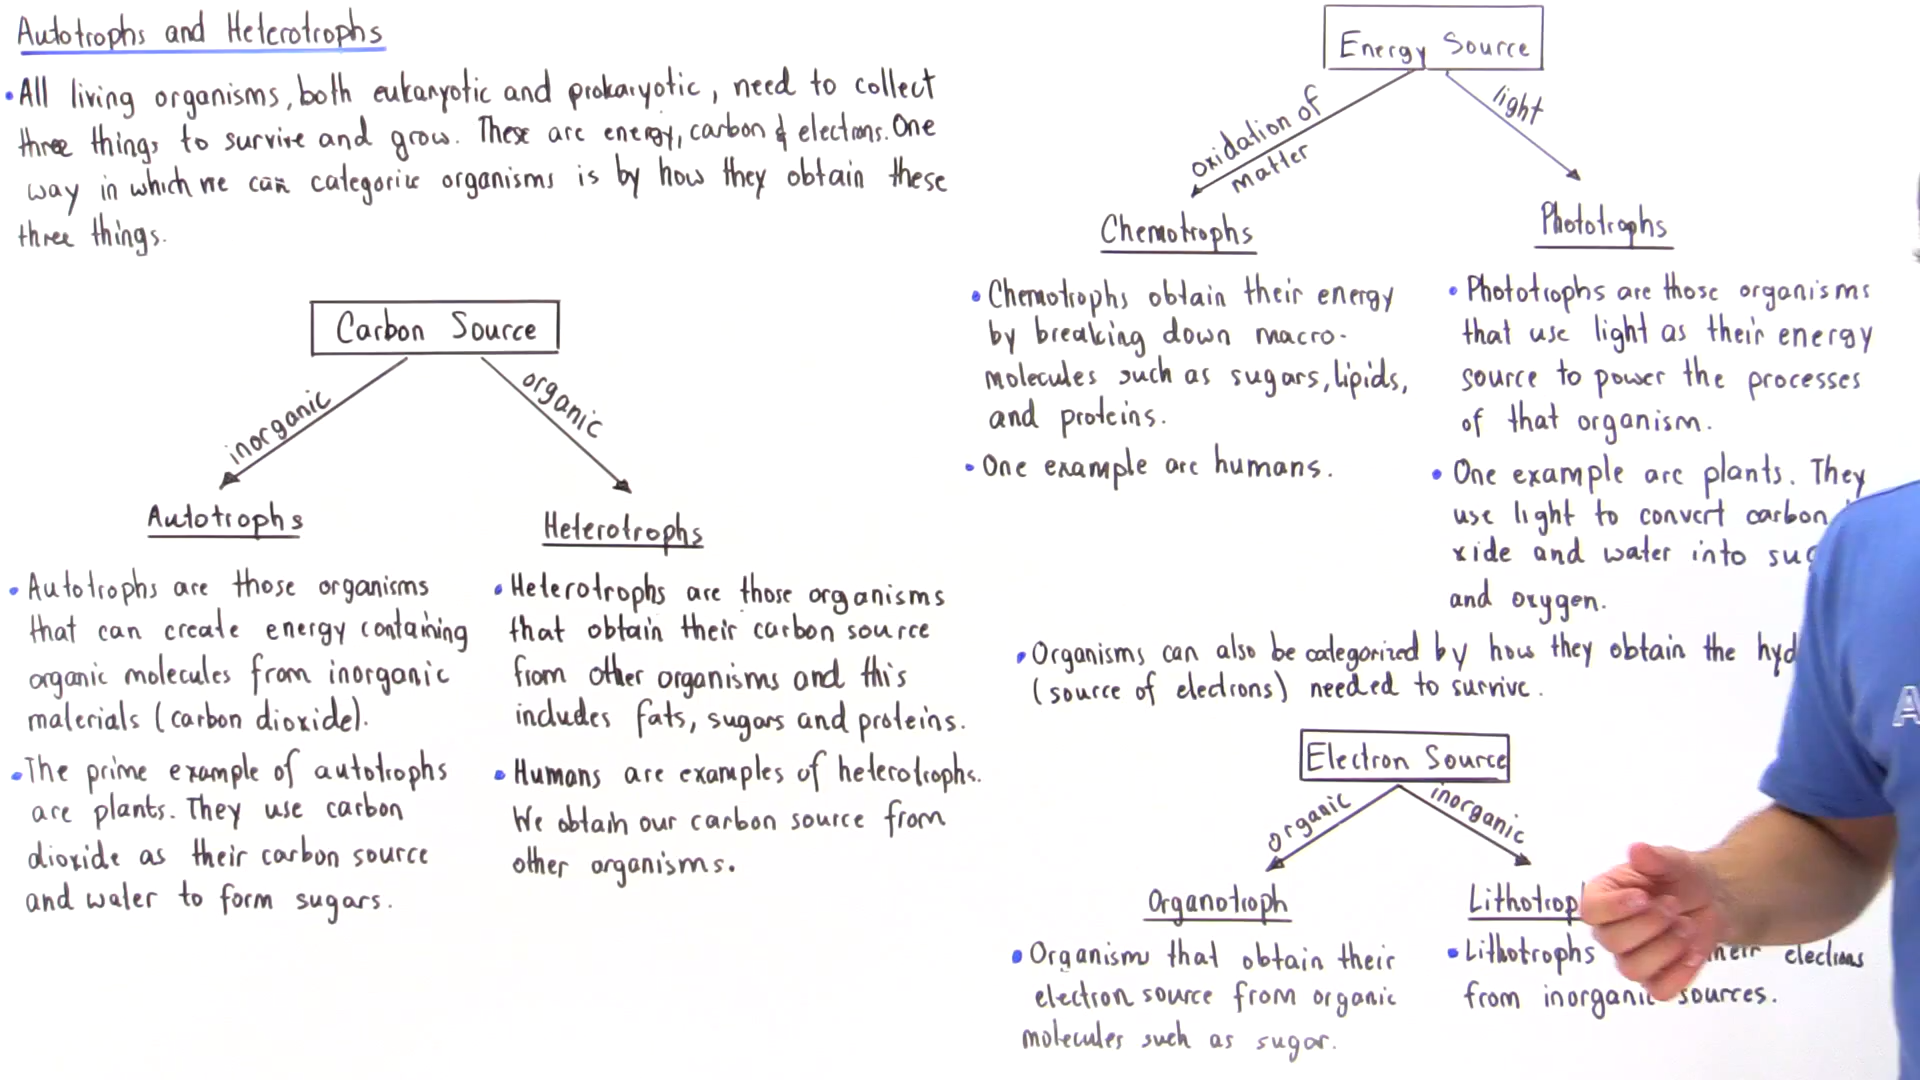 Autotrophs and Heterotrophs
• All living organisms, both eukaryotic and prokaryotic, need to collect
three things to survive and grow. These are energy, carbon & electrons. One
way in which we can categorize organisms is by how they obtain these
three things.
Carbon Source
inorganic
organic
Autotrophs
• Autotrophs are those organisms
that can create energy containing
organic molecules from inorganic
materials (carbon dioxide).
• The prime example of autotrophs
are plants. They use carbon
dioxide as their carbon source
and water to form sugars.
Heterotrophs
• Heterotrophs are those organisms
that obtain their carbon source
from other organisms and this
includes fats, sugars and proteins.
• Humans are examples of heterotrophs.
We obtain our carbon source from
other organisms.
Energy Source
oxidation of
matter
light
Chemotrophs
• Chemotrophs obtain their energy
by breaking down macro-
molecules such as sugars, lipids,
and proteins.
• One example are humans.
Phototrophs
• Phototrophs are those organisms
that use light as their energy
source to power the processes
of that organism.
• One example are plants. They
use light to convert carbon
xide and water into
and oxygen.
• Organisms can also be categorized by how they obtain the
(source of electrons) needed to survive.
Electron Source
organic
inorganic
Organotroph
• Organism that obtain their
electron source from organic
molecules such as sugar.
• Lithotrophs electrons
from inorganic sources.